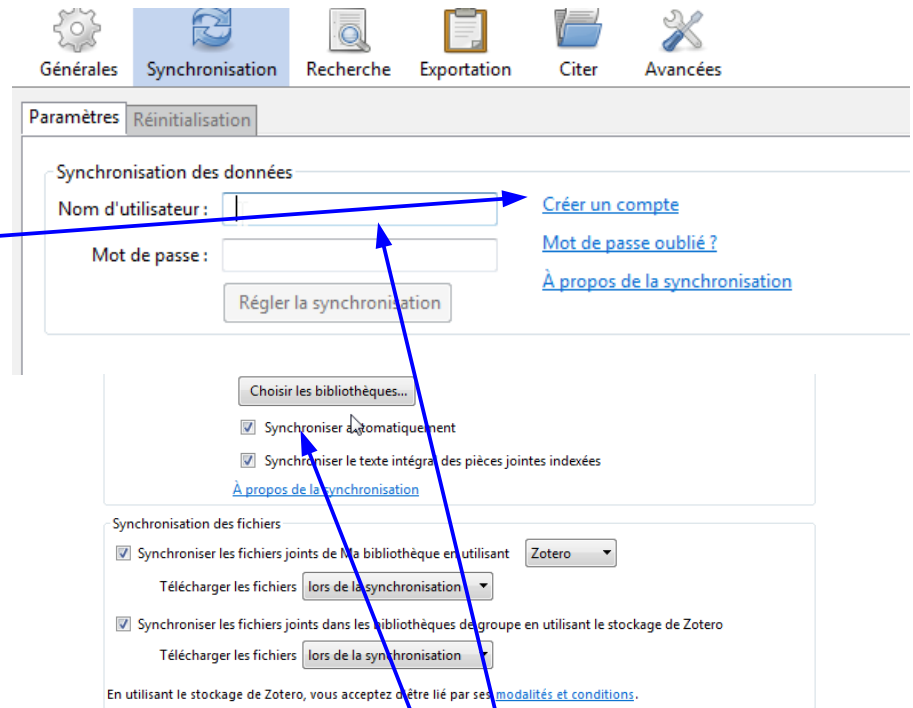 Générales Synchronisation Recherche Exportation Citer Avancées
Paramètres Réinitialisation
Synchronisation des données
Nom d'utilisateur : Créer un compte
Mot de passe oublié ?
Mot de passe :
À propos de la synchronisation
Régler la synchronisation
Choisir les bibliothèques...
Synchroniser automatiquement
Synchroniser le texte intégral des pièces jointes indexées
À propos de la synchronisation
Synchronisation des fichiers
Synchroniser les fichiers joints de Ma bibliothèque en utilisant Zotero
Télécharger les fichiers lors de la synchronisation
Synchroniser les fichiers joints dans les bibliothèques de groupe en utilisant le stockage de Zotero
Télécharger les fichiers lors de la synchronisation
En utilisant le stockage de Zotero, vous acceptez d'être lié par ses modalités et conditions.